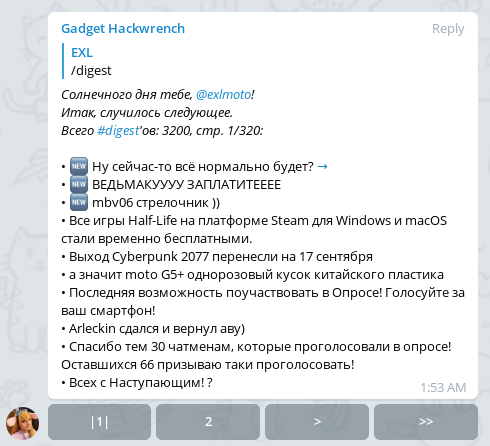 Gadget Hackwrench Reply
EXL
/digest
Солнечного дня тебе, @exlmoto!
Итак, случилось следующее.
Всего #digest'ов: 3200, стр. 1/320:
• NEW Ну сейчас-то всё нормально будет? →
• NEW ВЕДЬМАКУУУУ ЗАПЛАТИТЕЕЕЕ
• NEW mbv06 стрелочник ))
• Все игры Half-Life на платформе Steam для Windows и macOS
стали временно бесплатными.
• Выход Cyberpunk 2077 перенесли на 17 сентября
• а значит moto G5+ однорозовый кусок китайского пластика
• Последняя возможность поучаствовать в Опросе! Голосуйте за
ваш смартфон!
• Arleckin сдался и вернул аву)
• Спасибо тем 30 чатменам, которые проголосовали в опросе!
Оставшихся 66 призываю таки проголосовать!
• Всех с Наступающим! ?
1:53 AM
|1| 2 > >>